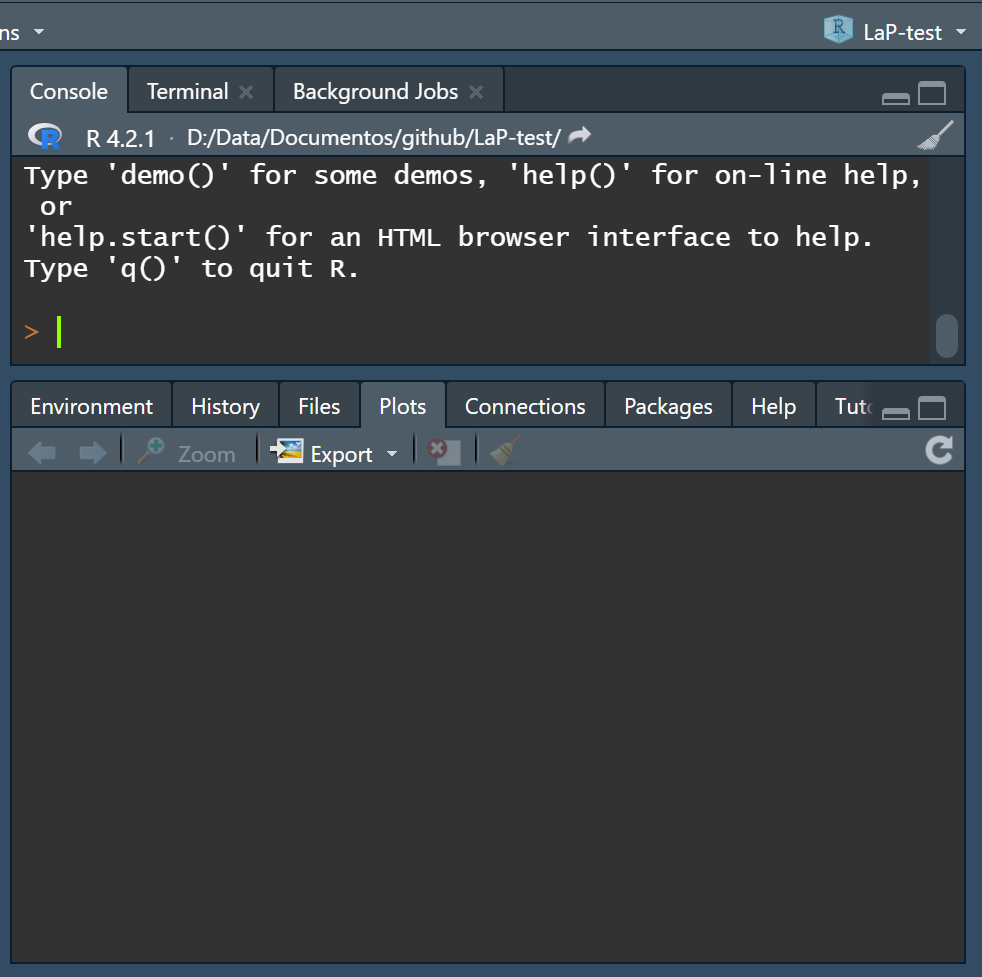 ns LaP-test
Console Terminal Background Jobs
R 4.2.1 · D:/Data/Documentos/github/LaP-test/
Type 'demo()' for some demos, 'help()' for on-line help,
or
'help.start()' for an HTML browser interface to help.
Type 'q()' to quit R.
>
Environment History Files Plots Connections Packages Help Tut
Zoom Export